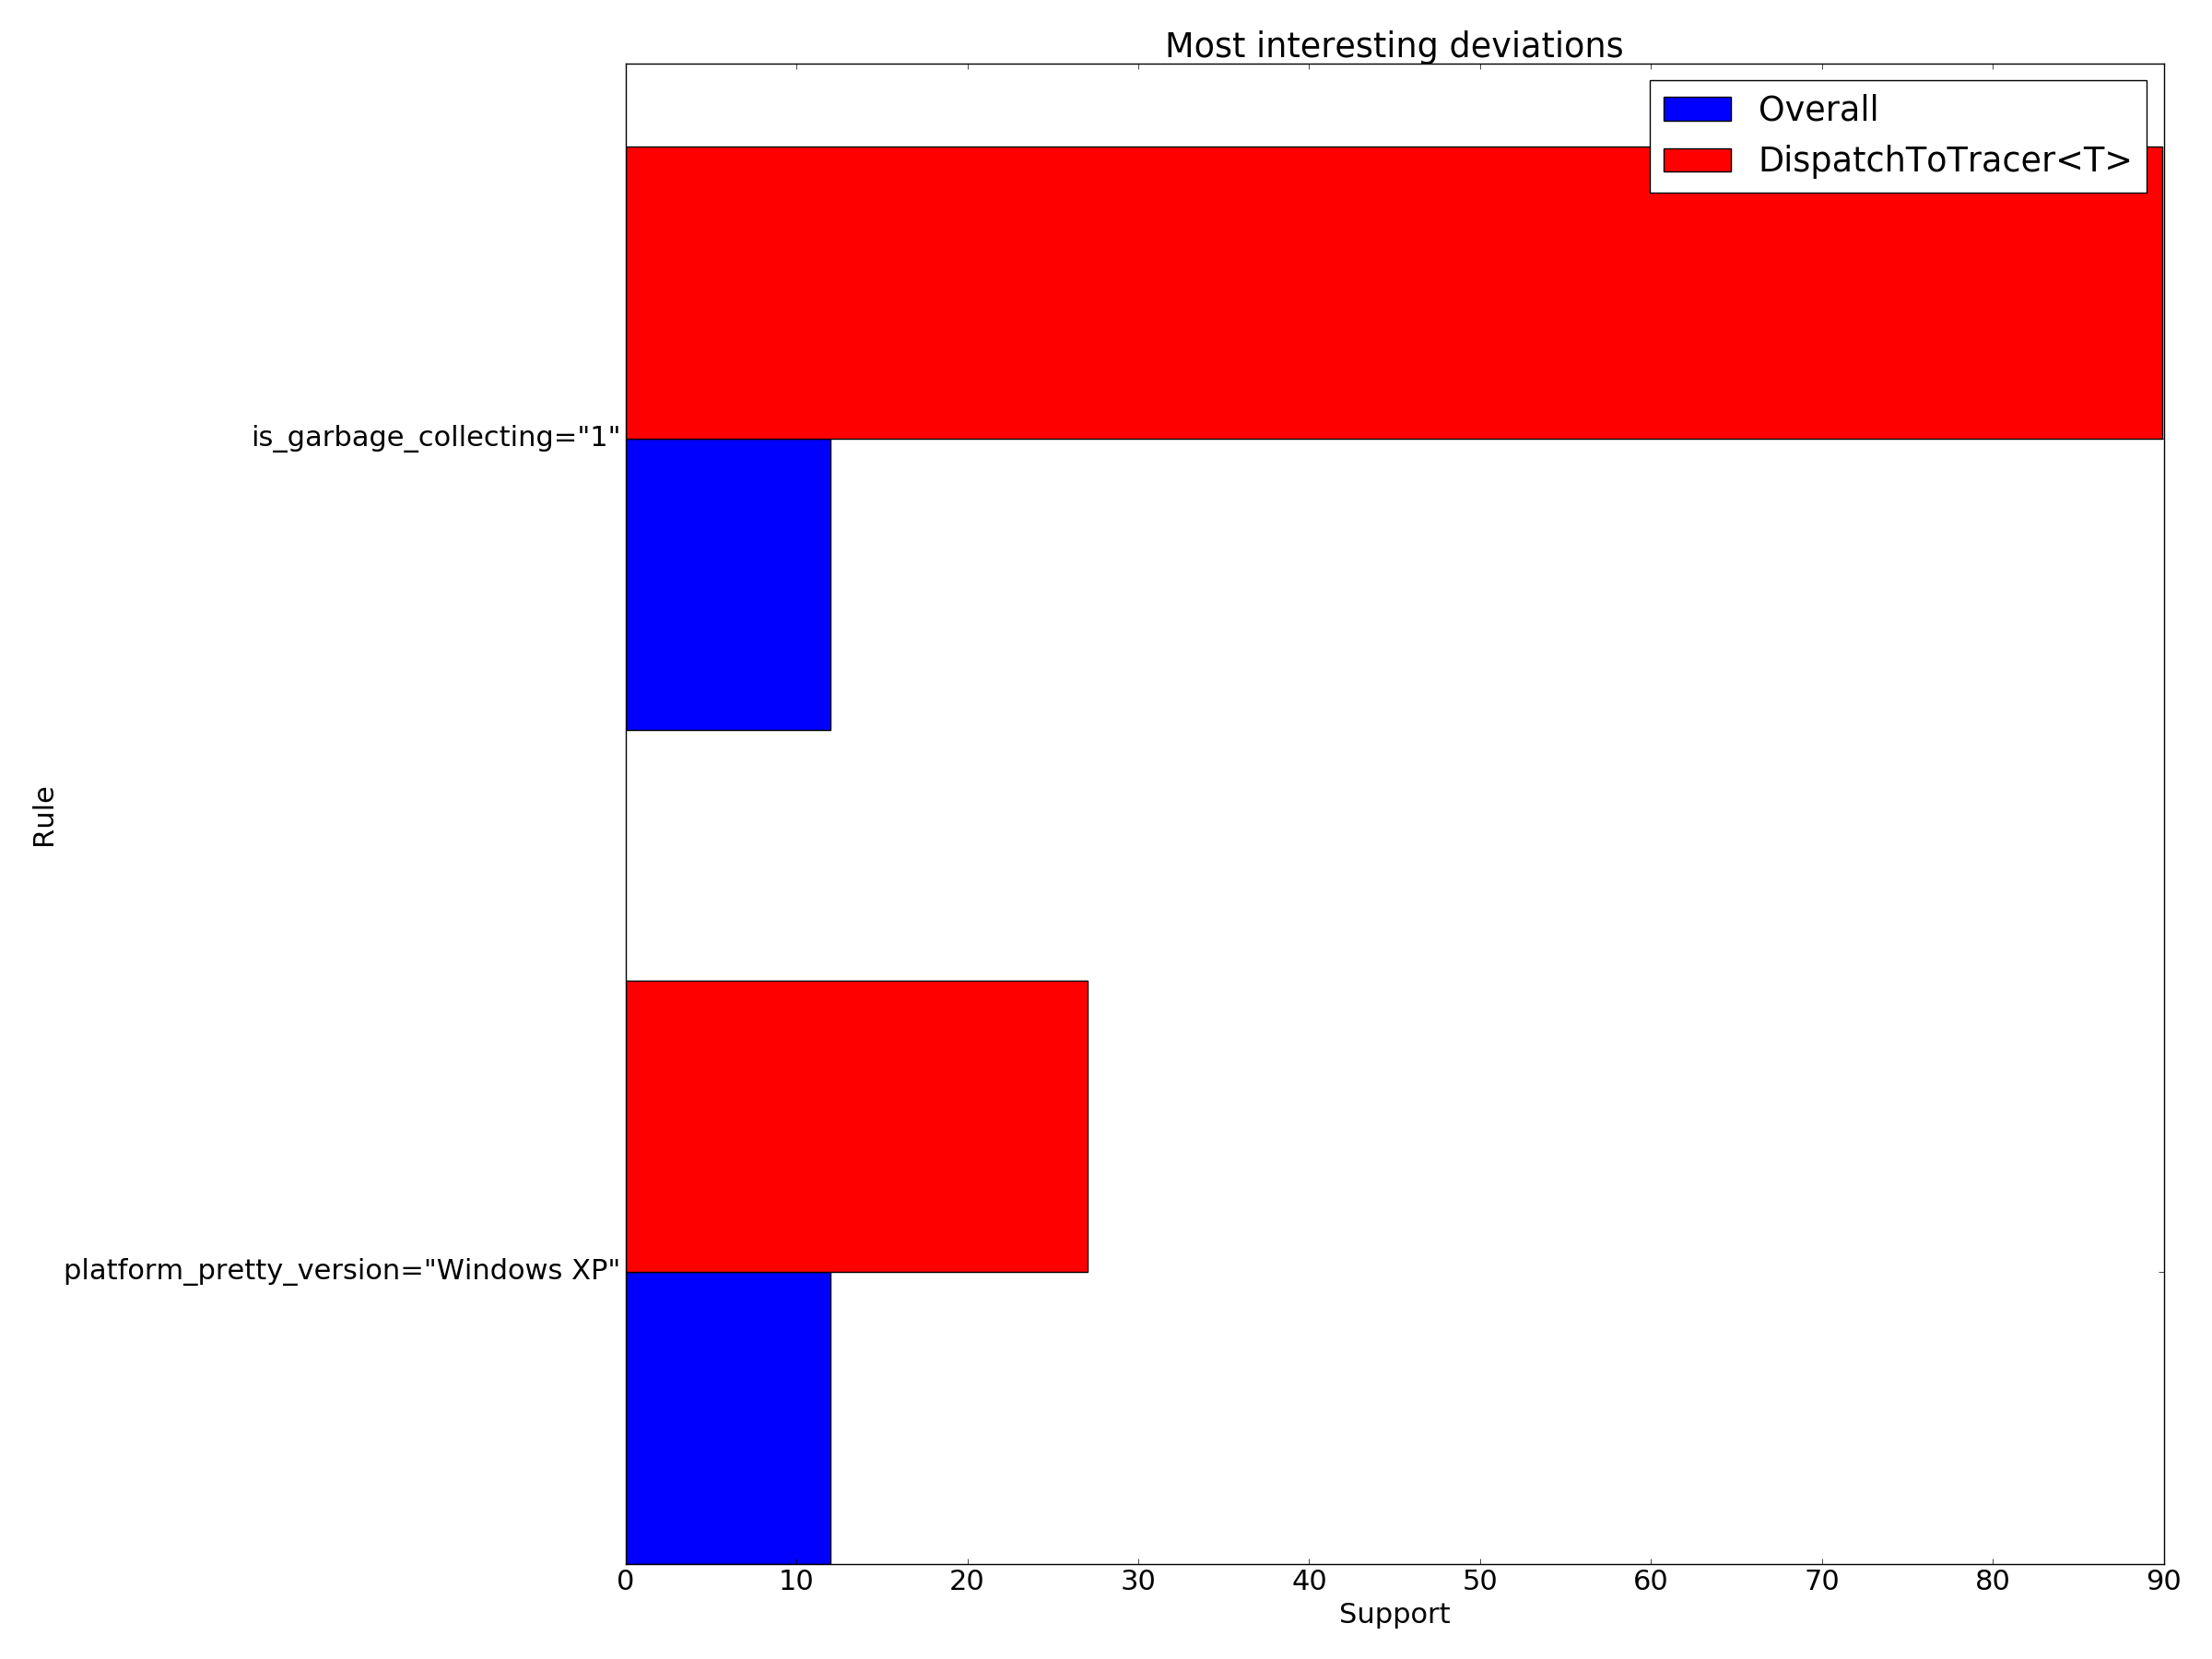 Most interesting deviations
Overall
DispatchToTracer<T>
is_garbage_collecting="1"
Rule
platform_pretty_version="Windows XP"
0 10 20 30 40 50 60 70 80 90
Support